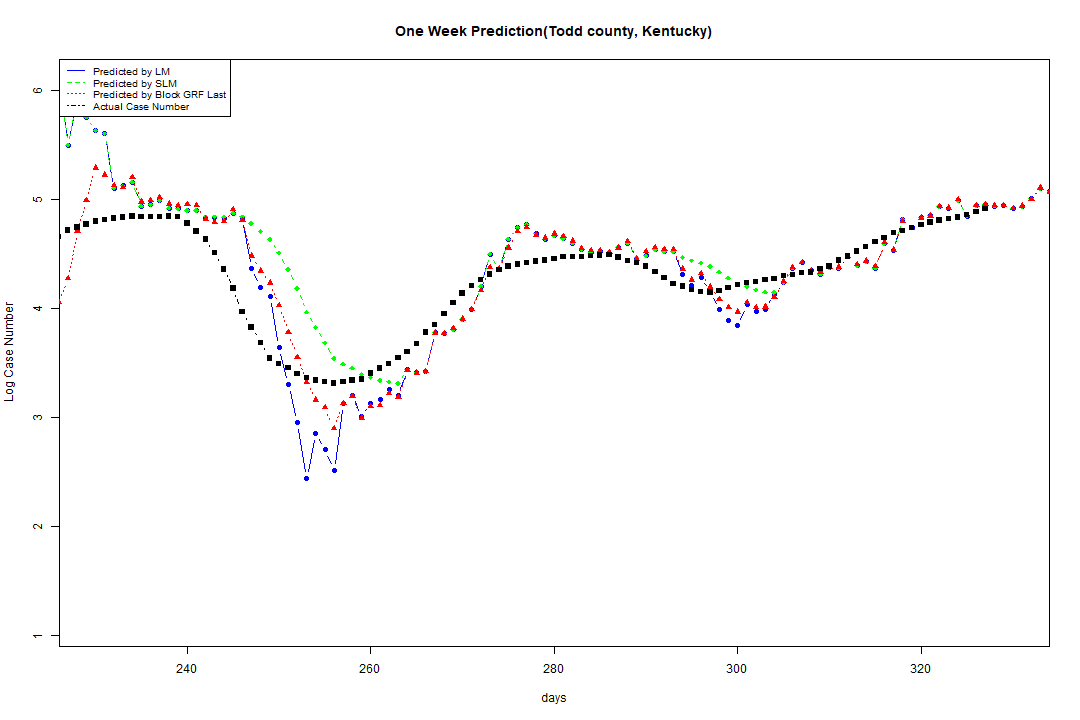 One Week Prediction(Todd county, Kentucky)
Predicted by LM
Predicted by SLM
Predicted by Block GRF Last
Actual Case Number
Log Case Number
6
5
4
3
2
1
240 260 280 300 320
days